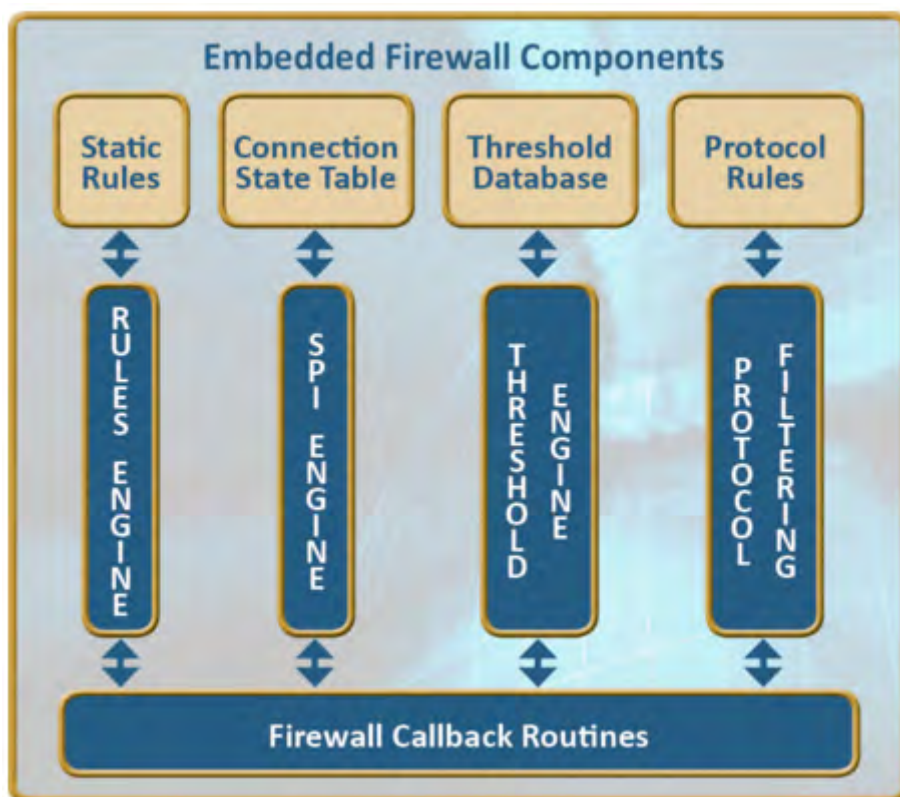 Embedded Firewall Components
Static
Rules
Connection
State Table
Threshold
Database
Protocol
Rules
RULES ENGINE
SPI ENGINE
THRESHOLD
ENGINE
PROTOCOL
FILTERING
Firewall Callback Routines